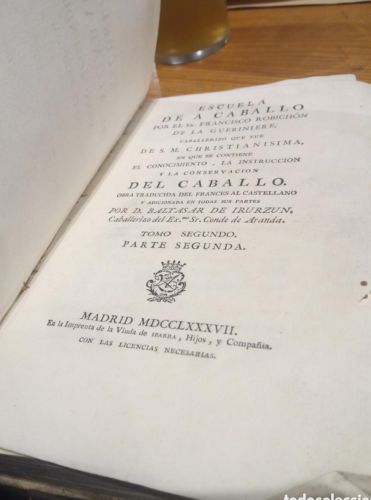 ESCUELA
DE A CABALLO
POR EL SR. FRANCISCO ROBICHÓN
DE LA GUERINIERE,
CABALLERIZO QUE FUE
DE S. M. CHRISTIANISIMA,
EN QUE SE CONTIENE
EL CONOCIMIENTO, LA INSTRUCCION
Y LA CONSERVACION
DEL CABALLO.
OBRA TRADUCIDA DEL FRANCES AL CASTELLANO
Y ADICIONADA EN TODAS SUS PARTES
POR D. BALTASAR DE IRURZUN,
Caballerizo del Ex.mo Sr. Conde de Aranda.
TOMO SEGUNDO.
PARTE SEGUNDA.
MADRID MDCCLXXXVII.
En la Imprenta de la Viuda de IBARRA, Hijos, y Compañia.
CON LAS LICENCIAS NECESARIAS.